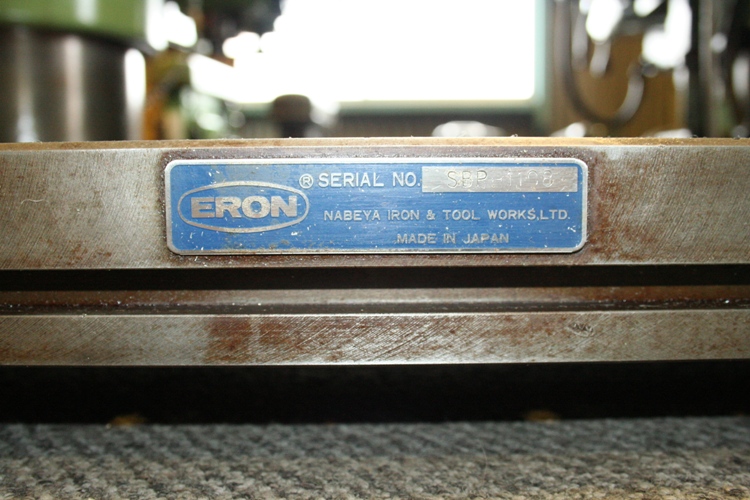 ERON
® SERIAL NO.
NABEYA IRON & TOOL WORKS,LTD.
MADE IN JAPAN